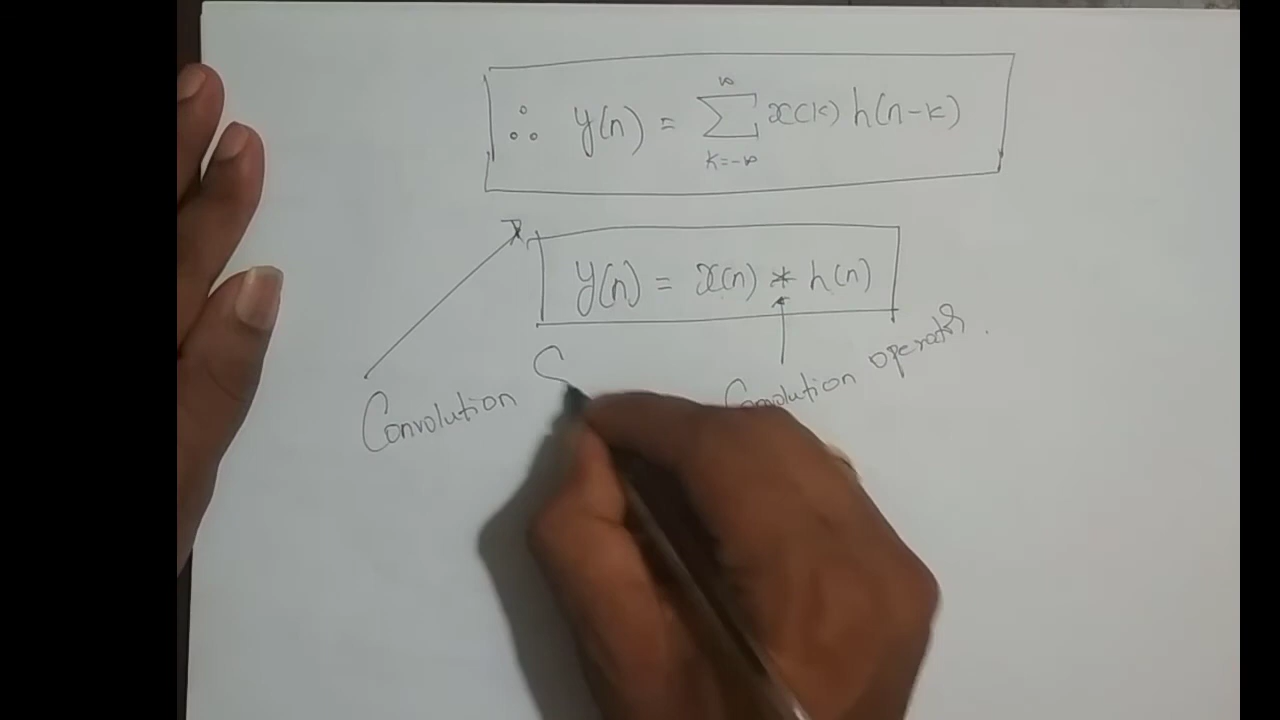 ∴ y(n) = ∞ ∑ k=-∞ x(k) h(n-k)
y(n) = x(n) * h(n)
Convolution S
Convolution operator.